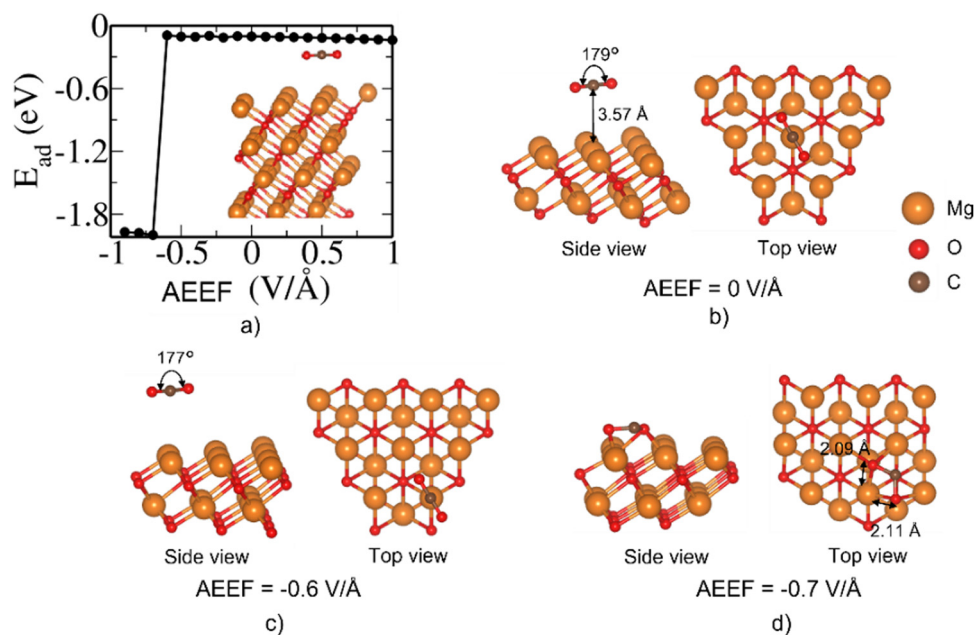 0
-0.6
-1.2
-1.8
E_ad (eV)
-1 -0.5 0 0.5 1
AEEF (V/Å)
a)
179°
3.57 Å
Side view Top view
AEEF = 0 V/Å
b)
Mg
O
C
177°
Side view Top view
AEEF = -0.6 V/Å
c)
2.09 Å
2.11 Å
Side view Top view
AEEF = -0.7 V/Å
d)